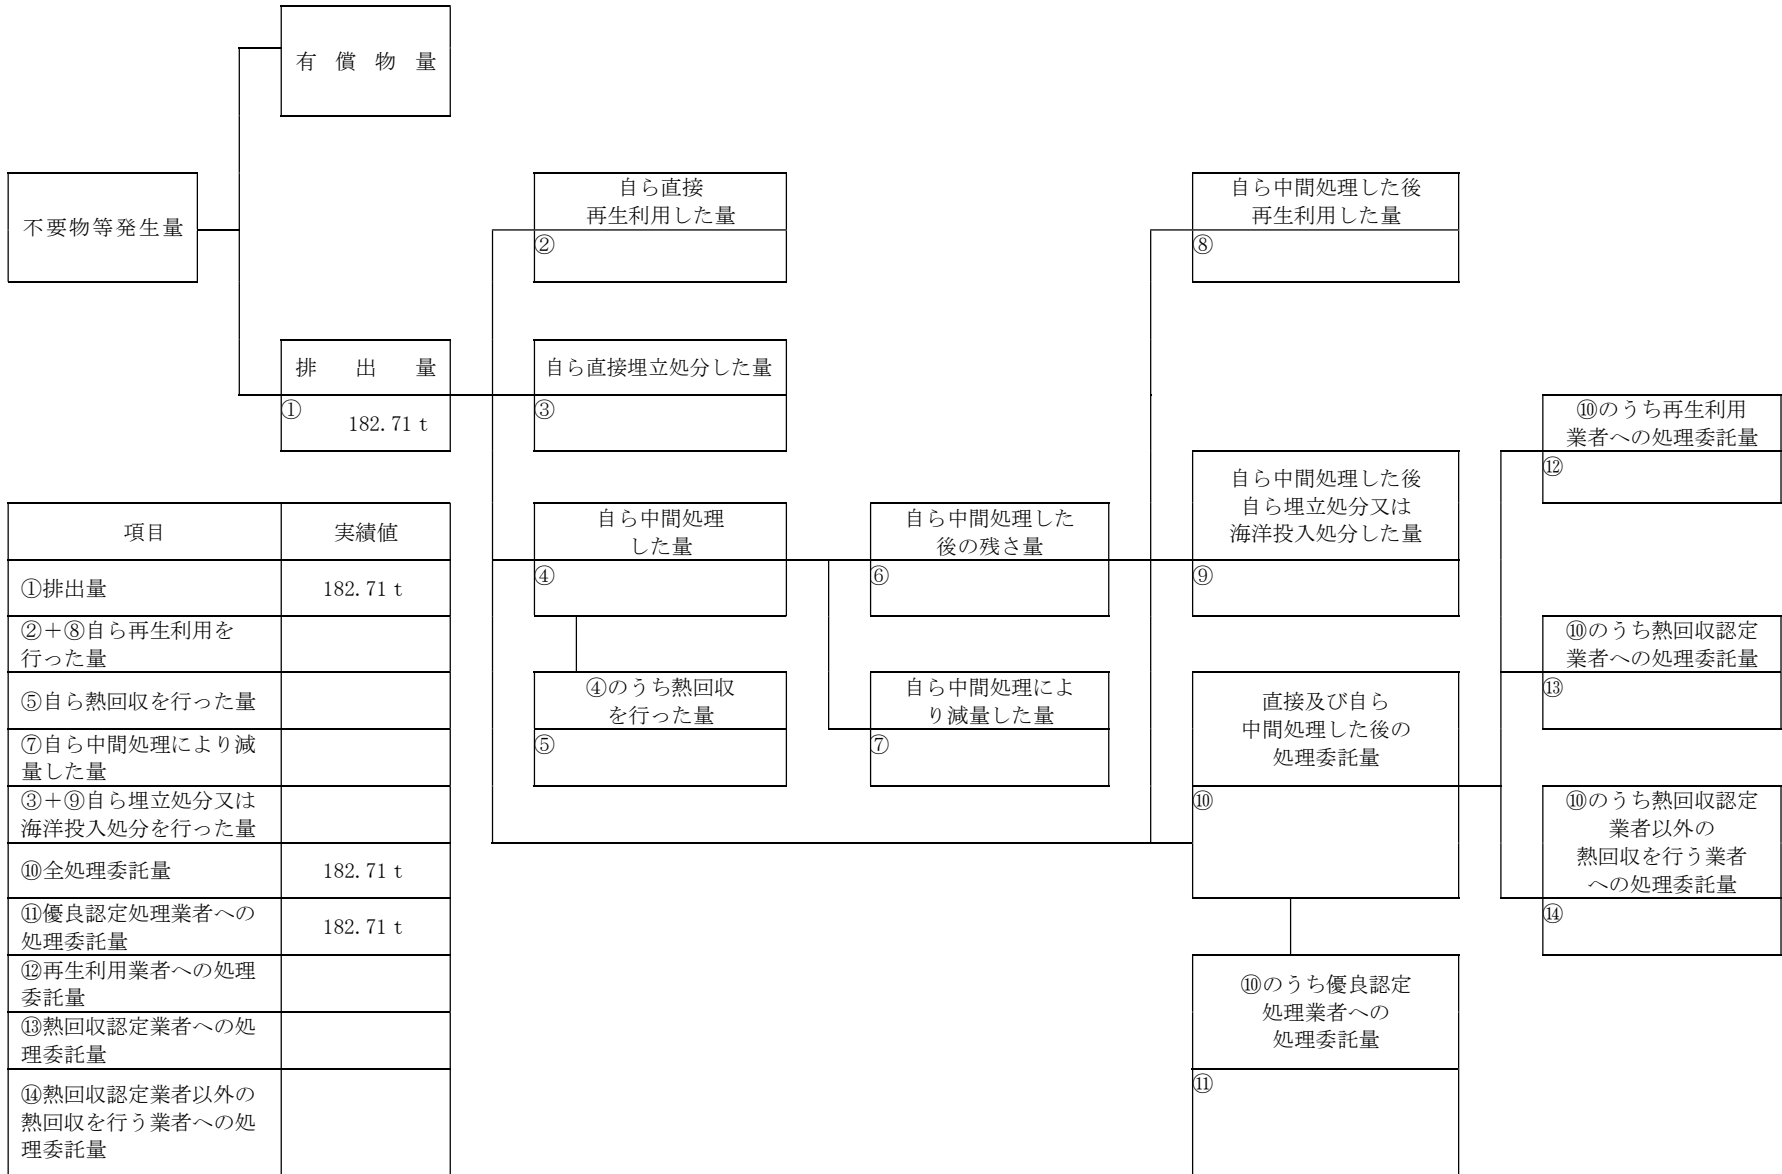 有 償 物 量
不要物等発生量
自ら直接
再生利用した量
②
自ら中間処理した後
再生利用した量
⑧
排 出 量
① 182.71 t
自ら直接埋立処分した量
③
⑩のうち再生利用
業者への処理委託量
⑫
自ら中間処理した後
自ら埋立処分又は
海洋投入処分した量
⑨
自ら中間処理
した量
④
自ら中間処理した
後の残さ量
⑥
⑩のうち熱回収認定
業者への処理委託量
⑬
④のうち熱回収
を行った量
⑤
自ら中間処理によ
り減量した量
⑦
直接及び自ら
中間処理した後の
処理委託量
⑩
⑩のうち熱回収認定
業者以外の
熱回収を行う業者
への処理委託量
⑭
⑩のうち優良認定
処理業者への
処理委託量
⑪
項目 実績値
①排出量 182.71 t
②+⑧自ら再生利用を
行った量
⑤自ら熱回収を行った量
⑦自ら中間処理により減
量した量
③+⑨自ら埋立処分又は
海洋投入処分を行った量
⑩全処理委託量 182.71 t
⑪優良認定処理業者への
処理委託量 182.71 t
⑫再生利用業者への処理
委託量
⑬熱回収認定業者への処
理委託量
⑭熱回収認定業者以外の
熱回収を行う業者への処
理委託量